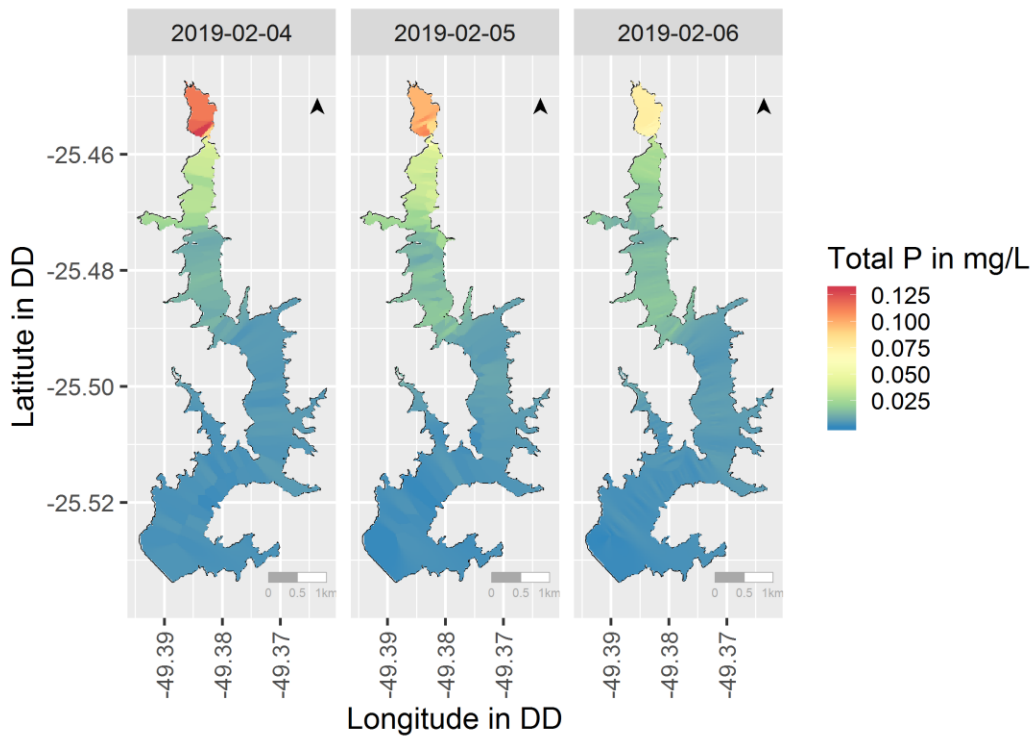 2019-02-04 2019-02-05 2019-02-06
-25.46
-25.48
-25.50
-25.52
Latitute in DD
0 0.5 1km 0 0.5 1km 0 0.5 1km
-49.39 -49.38 -49.37 -49.39 -49.38 -49.37 -49.39 -49.38 -49.37
Longitude in DD
Total P in mg/L
0.125
0.100
0.075
0.050
0.025